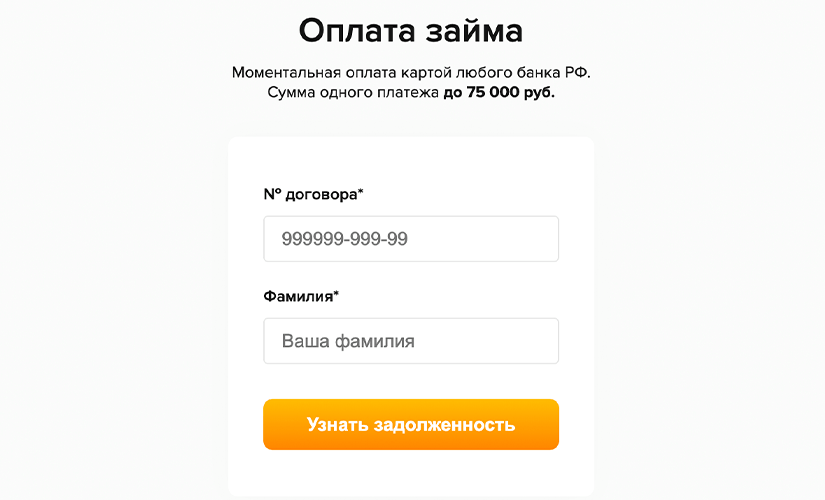 Оплата займа
Моментальная оплата картой любого банка РФ.
Сумма одного платежа до 75 000 руб.
№ договора*
999999-999-99
Фамилия*
Ваша фамилия
Узнать задолженность